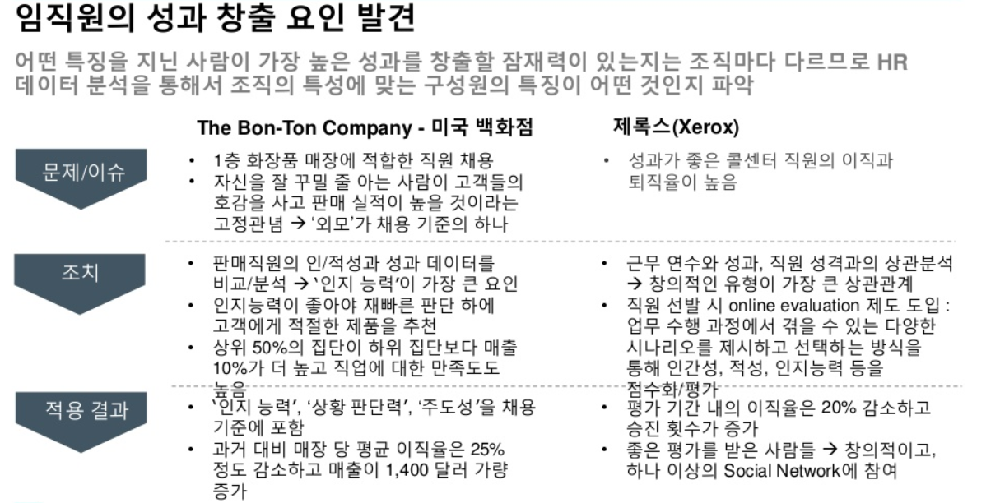 임직원의 성과 창출 요인 발견
어떤 특징을 지닌 사람이 가장 높은 성과를 창출할 잠재력이 있는지는 조직마다 다르므로 HR
데이터 분석을 통해서 조직의 특성에 맞는 구성원의 특징이 어떤 것인지 파악
The Bon-Ton Company - 미국 백화점
제록스(Xerox)
문제/이슈
• 1층 화장품 매장에 적합한 직원 채용
• 자신을 잘 꾸밀 줄 아는 사람이 고객들의
호감을 사고 판매 실적이 높을 것이라는
고정관념 → ‘외모’가 채용 기준의 하나
• 성과가 좋은 콜센터 직원의 이직과
퇴직율이 높음
조치
• 판매직원의 인/적성과 성과 데이터를
비교/분석 → ‘인지 능력’이 가장 큰 요인
• 인지능력이 좋아야 재빠른 판단 하에
고객에게 적절한 제품을 추천
• 상위 50%의 집단이 하위 집단보다 매출
10%가 더 높고 직업에 대한 만족도도
높음
• 근무 연수와 성과, 직원 성격과의 상관분석
→ 창의적인 유형이 가장 큰 상관관계
• 직원 선발 시 online evaluation 제도 도입 :
업무 수행 과정에서 겪을 수 있는 다양한
시나리오를 제시하고 선택하는 방식을
통해 인간성, 적성, 인지능력 등을
점수화/평가
적용 결과
• ‘인지 능력’, ‘상황 판단력’, ‘주도성’을 채용
기준에 포함
• 과거 대비 매장 당 평균 이직율은 25%
정도 감소하고 매출이 1,400 달러 가량
증가
• 평가 기간 내의 이직율은 20% 감소하고
승진 횟수가 증가
• 좋은 평가를 받은 사람들 → 창의적이고,
하나 이상의 Social Network에 참여